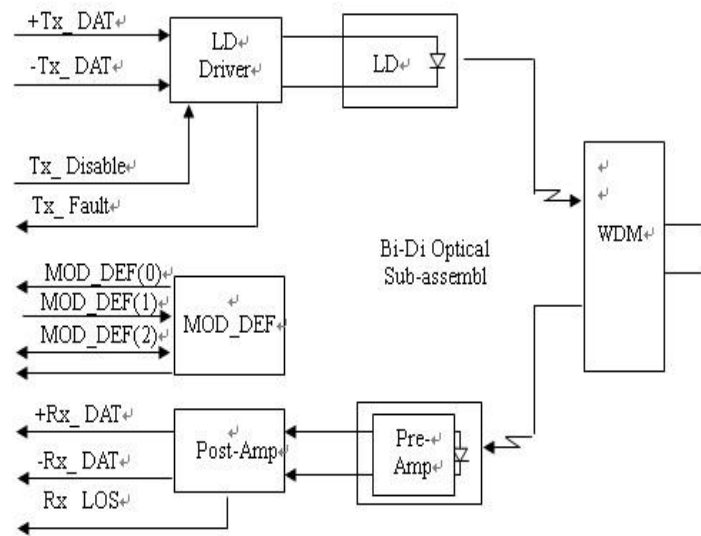 +Tx_DAT↵
-Tx_DAT↵
LD↵
Driver↵
LD↵
Tx_Disable↵
Tx_Fault↵
↵
↵
WDM↵
Bi-Di Optical
Sub-assembl
MOD_DEF(0)↵
MOD_DEF(1)↵
MOD_DEF(2)↵
↵
MOD_DEF↵
+Rx_DAT↵
-Rx_DAT↵
Rx LOS↵
↵
Post-Amp↵
Pre-↵
Amp↵